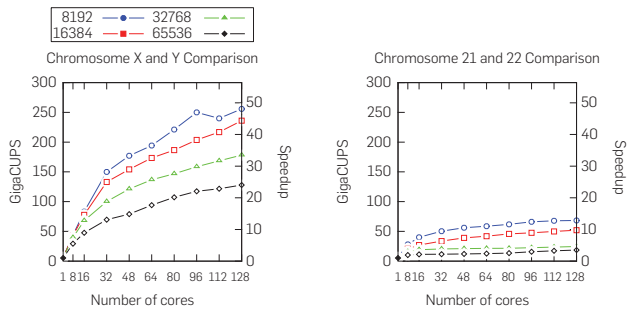 8192 32768
16384 65536
Chromosome X and Y Comparison
300
250
200
150
100
50
0
GigaCUPS
50
40
30
20
10
0
Speedup
1 8 16 32 48 64 80 96 112 128
Number of cores
Chromosome 21 and 22 Comparison
300
250
200
150
100
50
0
GigaCUPS
50
40
30
20
10
0
Speedup
1 8 16 32 48 64 80 96 112 128
Number of cores